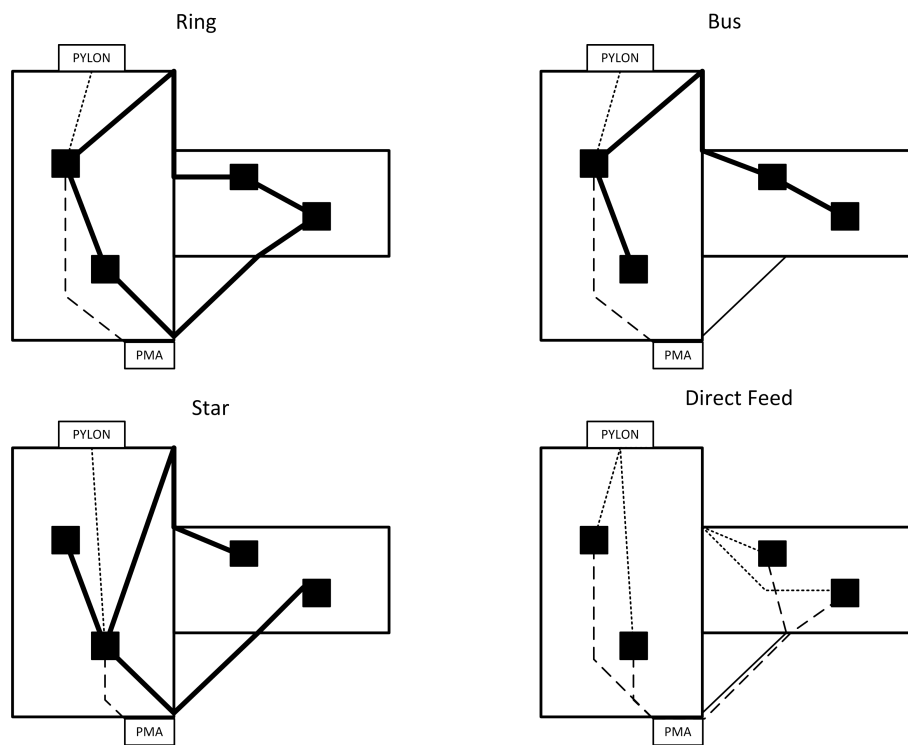 Ring
Bus
PYLON
PYLON
PMA
PMA
Star
Direct Feed
PYLON
PYLON
PMA
PMA